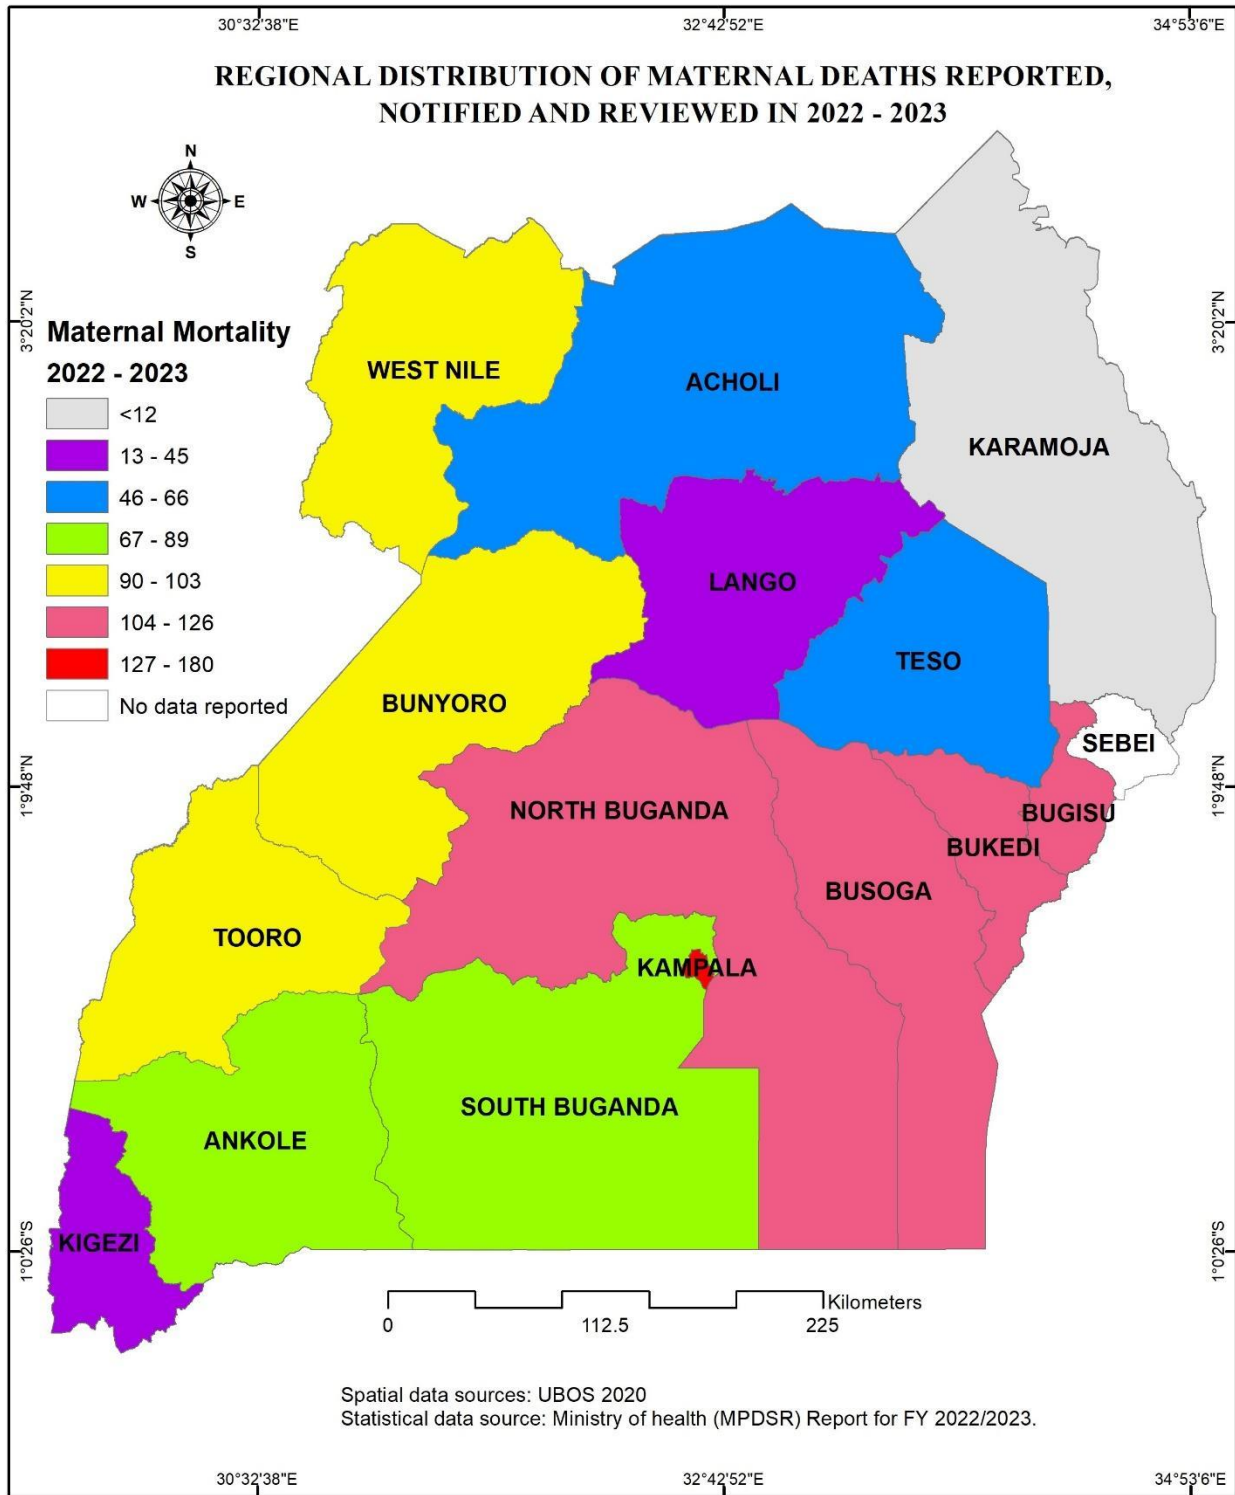 30°32'38"E
32°42'52"E
34°53'6"E
REGIONAL DISTRIBUTION OF MATERNAL DEATHS REPORTED,
NOTIFIED AND REVIEWED IN 2022 - 2023
N
W
E
S
3°20'2"N
3°20'2"N
Maternal Mortality
2022 - 2023
<12
13 - 45
46 - 66
67 - 89
90 - 103
104 - 126
127 - 180
No data reported
WEST NILE
ACHOLI
KARAMOJA
LANGO
TESO
BUNYORO
SEBEI
1°9'48"N
1°9'48"N
NORTH BUGANDA
BUGISU
BUKEDI
BUSOGA
TOORO
KAMPALA
SOUTH BUGANDA
ANKOLE
KIGEZI
1°0'26"S
1°0'26"S
Kilometers
0
112.5
225
Spatial data sources: UBOS 2020
Statistical data source: Ministry of health (MPDSR) Report for FY 2022/2023.
30°32'38"E
32°42'52"E
34°53'6"E